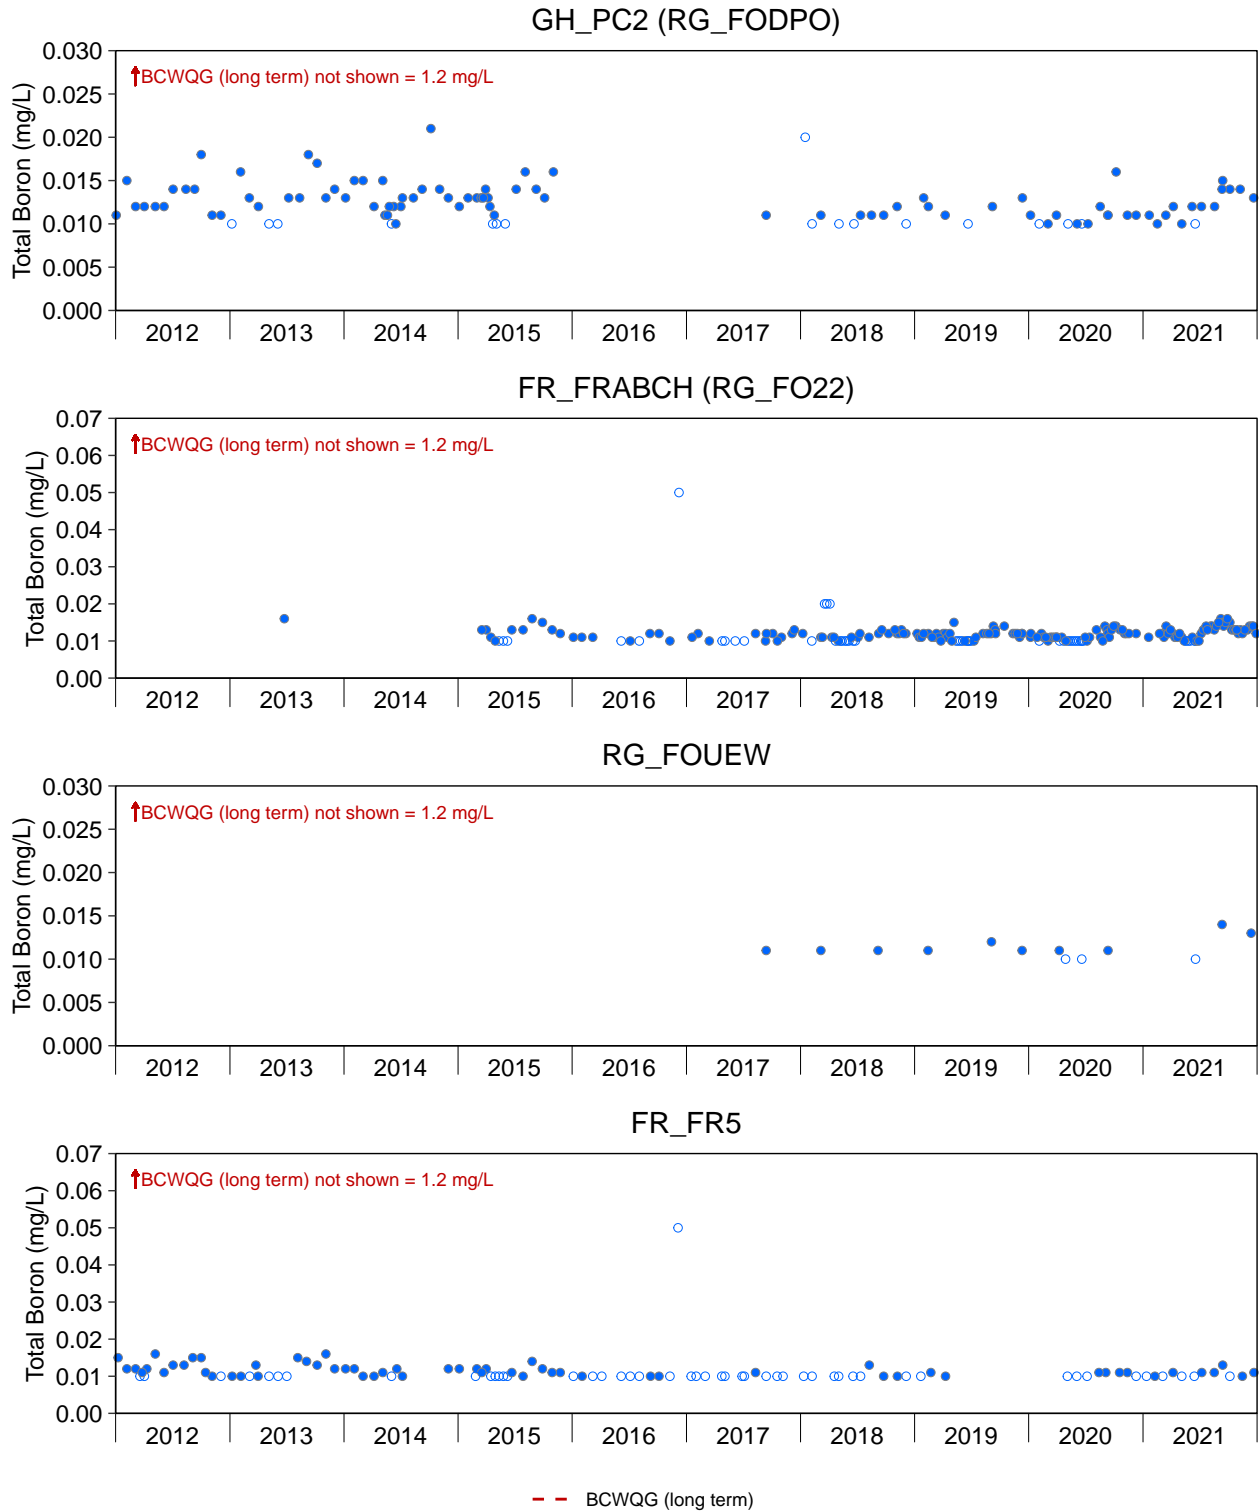 GH_PC2 (RG_FODPO)
Total Boron (mg/L)
0.030
0.025
0.020
0.015
0.010
0.005
0.000
BCWQG (long term) not shown = 1.2 mg/L
2012 2013 2014 2015 2016 2017 2018 2019 2020 2021
FR_FRABCH (RG_FO22)
Total Boron (mg/L)
0.07
0.06
0.05
0.04
0.03
0.02
0.01
0.00
BCWQG (long term) not shown = 1.2 mg/L
2012 2013 2014 2015 2016 2017 2018 2019 2020 2021
RG_FOUEW
Total Boron (mg/L)
0.030
0.025
0.020
0.015
0.010
0.005
0.000
BCWQG (long term) not shown = 1.2 mg/L
2012 2013 2014 2015 2016 2017 2018 2019 2020 2021
FR_FR5
Total Boron (mg/L)
0.07
0.06
0.05
0.04
0.03
0.02
0.01
0.00
BCWQG (long term) not shown = 1.2 mg/L
2012 2013 2014 2015 2016 2017 2018 2019 2020 2021
BCWQG (long term)